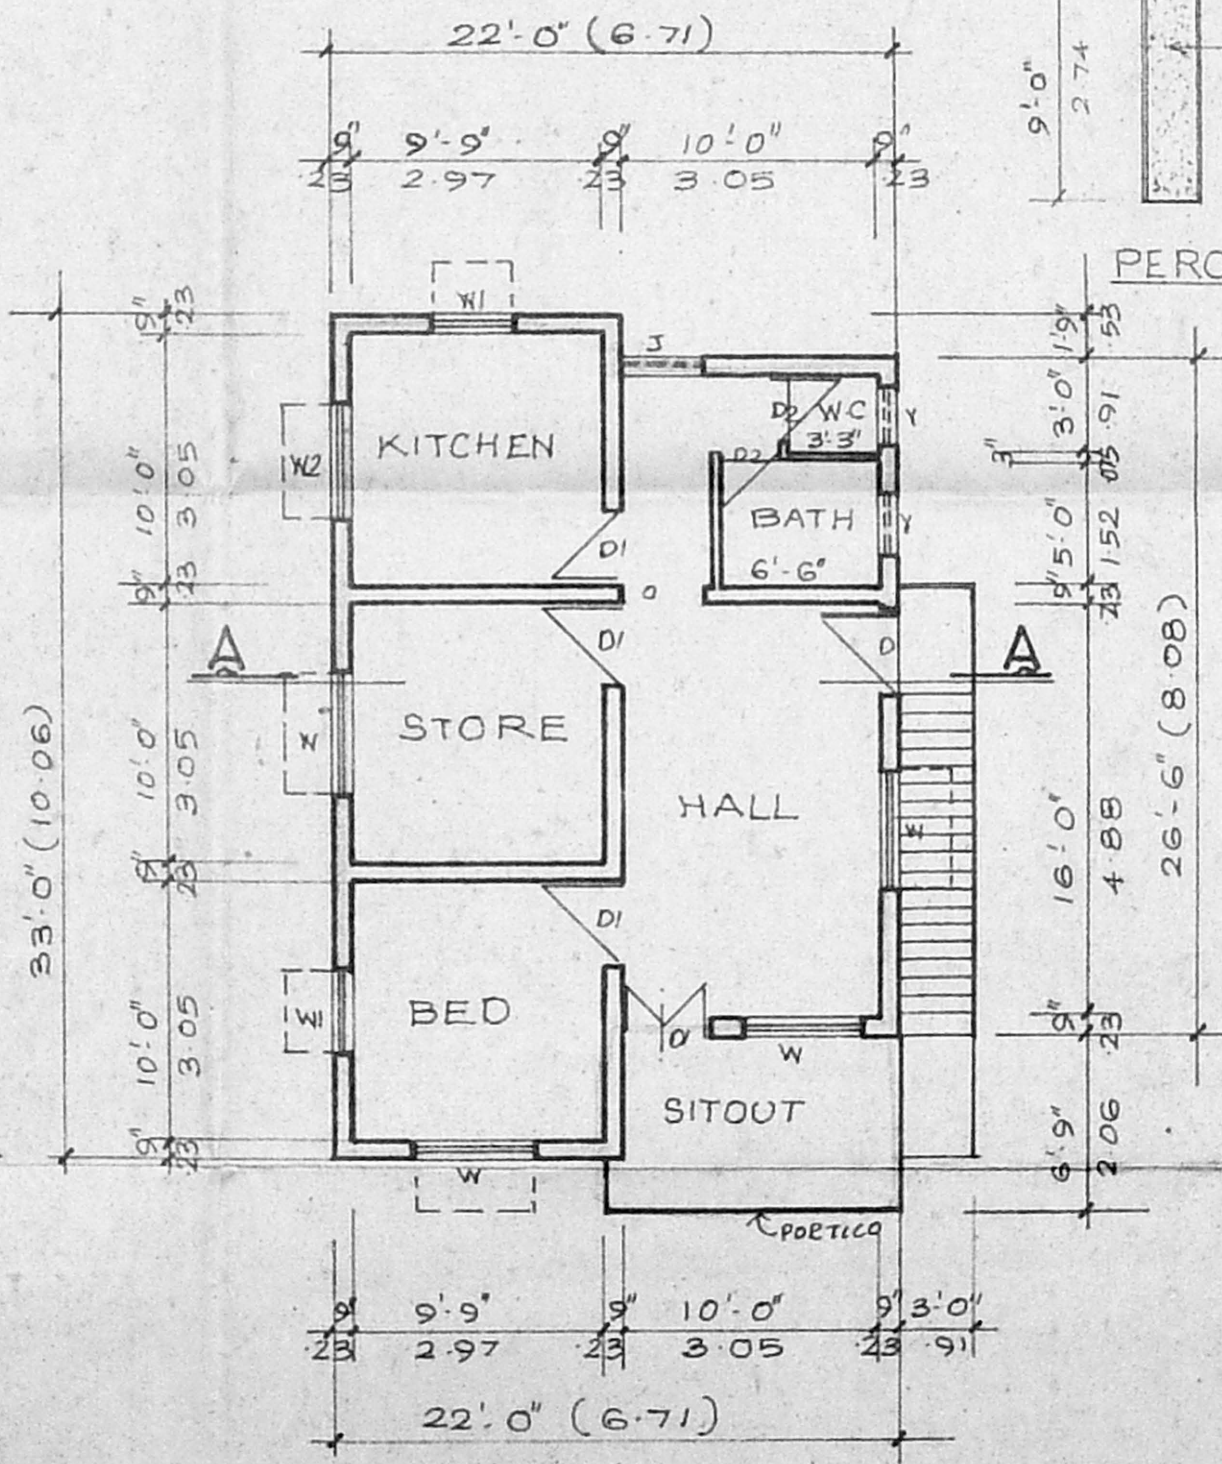 22'-0" (6.71)
9'-0"
2.74
9" 9'-9" 9" 10'-0" 9"
.23 2.97 .23 3.05 .23
PERC
W1
J
9" .23
1'-9" .53
KITCHEN
W2
D2 W.C
3'-3"
V
3'-0" .91
10'-0" 3.05
D2
3"
BATH
V
D1
6'-6"
5'-0" 1.52
9" .23
O
9" .23
A
D1
D
A
STORE
W
HALL
W
10'-0" 3.05
33'-0" (10.06)
16'-0" 4.88
26'-6" (8.08)
9" .23
D1
BED
W1
10'-0" 3.05
D
W
9" .23
SITOUT
6'-9" 2.06
9" .23
W
PORTICO
9" 9'-9" 9" 10'-0" 9" 3'-0"
.23 2.97 .23 3.05 .23 .91
22'-0" (6.71)